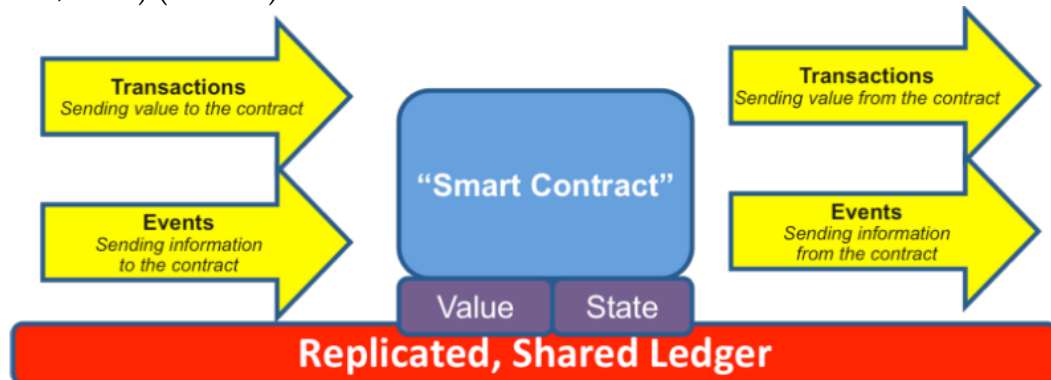 Transactions
Sending value to the contract
Events
Sending information
to the contract
“Smart Contract”
Value
State
Transactions
Sending value from the contract
Events
Sending information
from the contract
Replicated, Shared Ledger